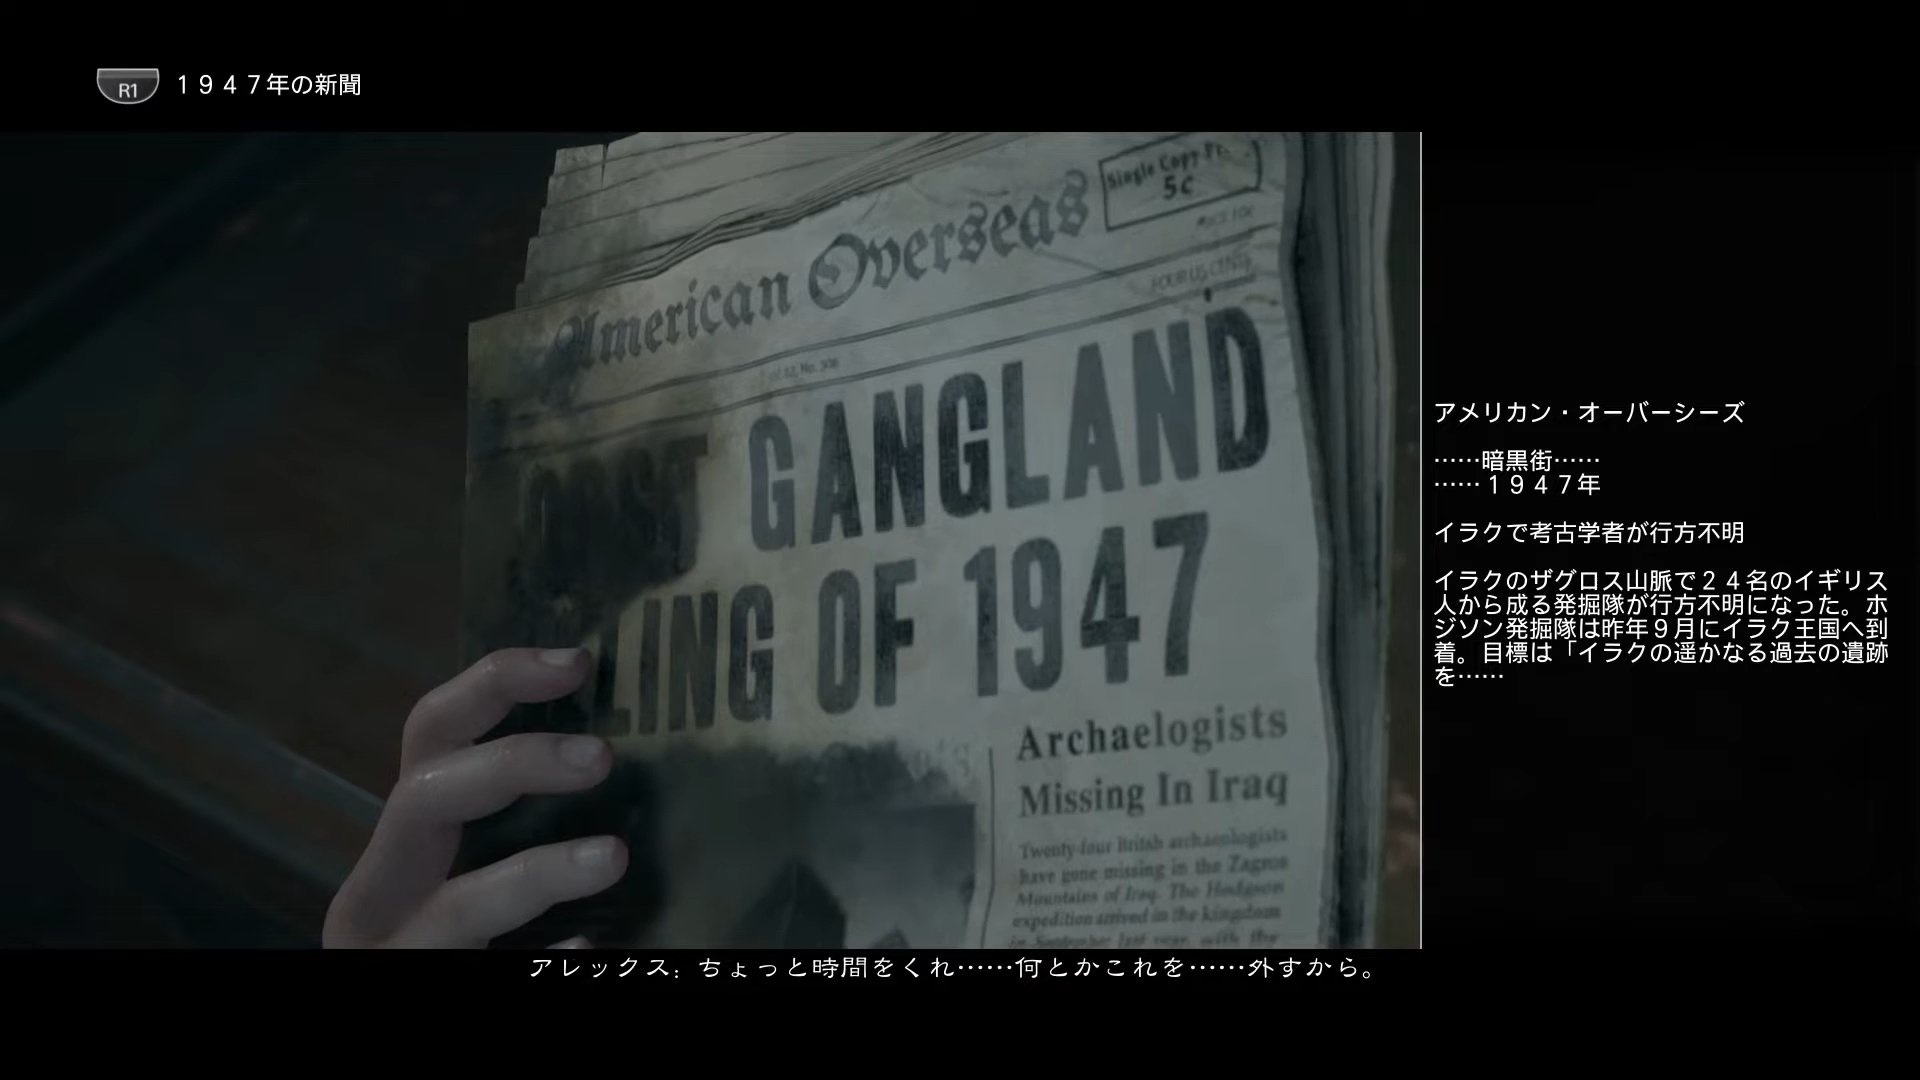 R1 １９４７年の新聞
American Overseas
Single Copy
5c
GANGLAND
LING OF 1947
Archaelogists
Missing In Iraq
Twenty-four British archaeologists
have gone missing in the Zagros
Mountains of Iraq. The Hodgson
expedition arrived in the kingdom
in September last year with the
アメリカン・オーバーシーズ
……暗黒街……
……１９４７年
イラクで考古学者が行方不明
イラクのザグロス山脈で２４名のイギリス
人から成る発掘隊が行方不明になった。ホ
ジソン発掘隊は昨年９月にイラク王国へ到
着。目標は「イラクの遥かなる過去の遺跡
を……
アレックス: ちょっと時間をくれ……何とかこれを……外すから。